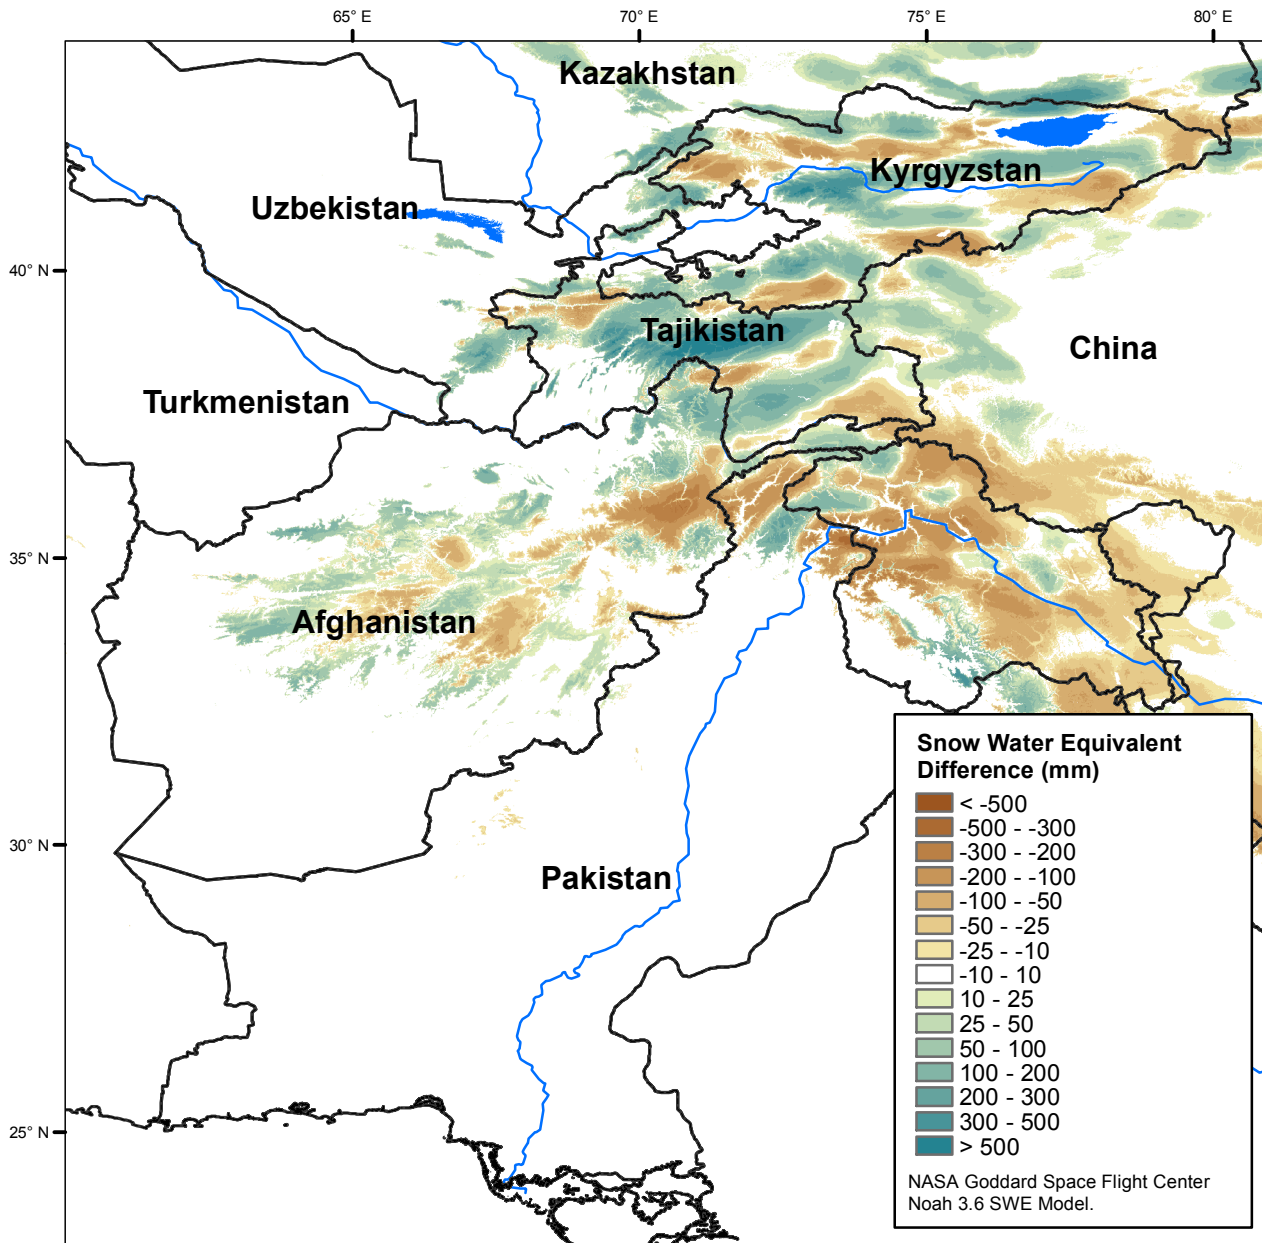 65° E
70° E
75° E
80° E
Kazakhstan
Kyrgyzstan
Uzbekistan
40° N
Tajikistan
China
Turkmenistan
35° N
Afghanistan
30° N
Pakistan
25° N
Snow Water Equivalent
Difference (mm)
< -500
-500 - -300
-300 - -200
-200 - -100
-100 - -50
-50 - -25
-25 - -10
-10 - 10
10 - 25
25 - 50
50 - 100
100 - 200
200 - 300
300 - 500
> 500
NASA Goddard Space Flight Center
Noah 3.6 SWE Model.